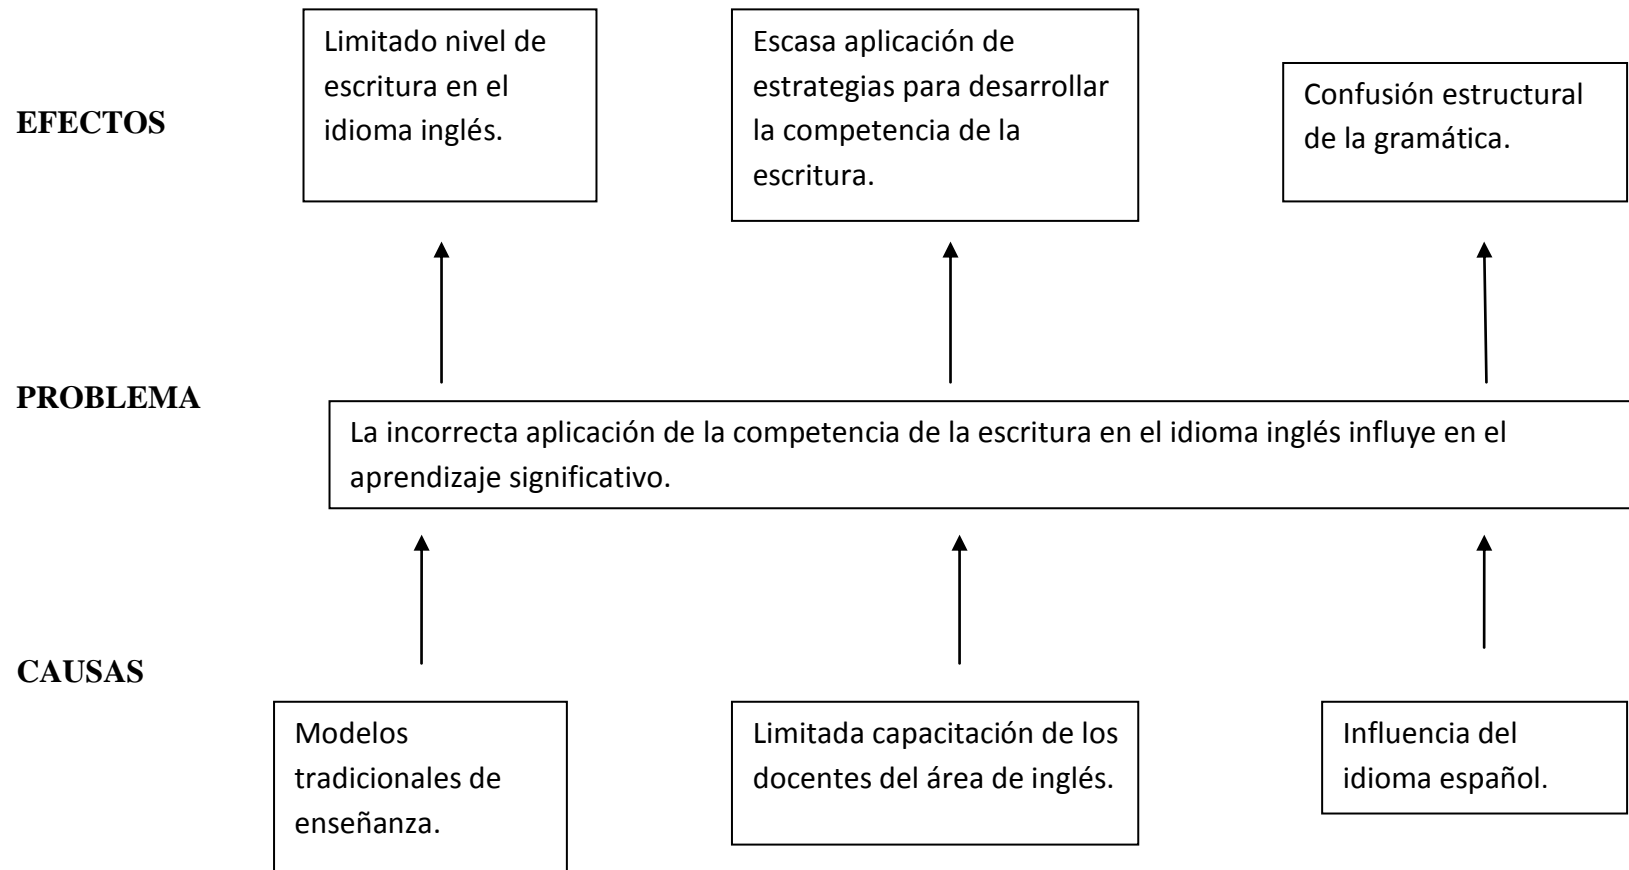 Limitado nivel de
escritura en el
idioma inglés.
Escasa aplicación de
estrategias para desarrollar
la competencia de la
escritura.
Confusión estructural
de la gramática.
EFECTOS
PROBLEMA
La incorrecta aplicación de la competencia de la escritura en el idioma inglés influye en el
aprendizaje significativo.
CAUSAS
Modelos
tradicionales de
enseñanza.
Limitada capacitación de los
docentes del área de inglés.
Influencia del
idioma español.